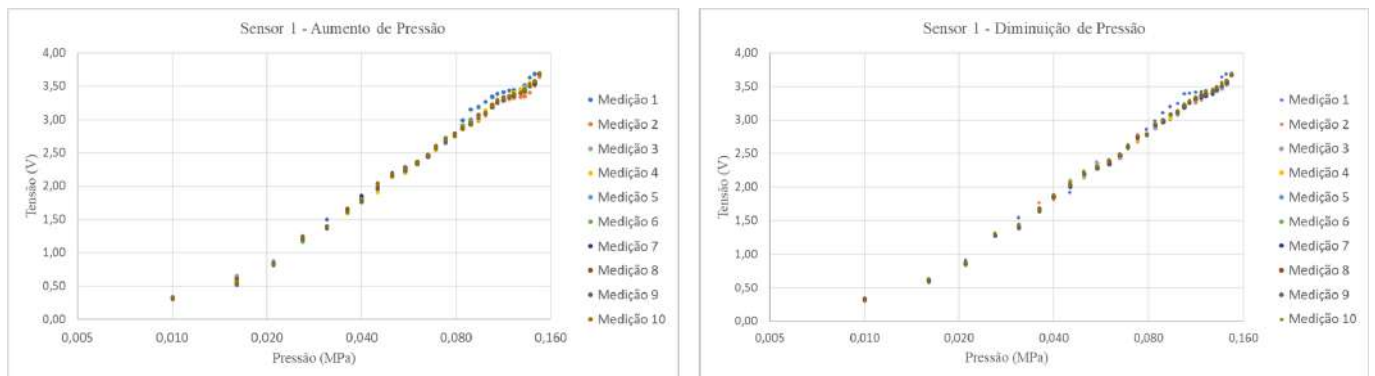 Sensor 1 - Aumento de Pressão
4,00
3,50
3,00
2,50
2,00
1,50
1,00
0,50
0,00
Tensão (V)
0,005
0,010
0,020
0,040
0,080
0,160
Pressão (MPa)
Medição 1
Medição 2
Medição 3
Medição 4
Medição 5
Medição 6
Medição 7
Medição 8
Medição 9
Medição 10
Sensor 1 - Diminuição de Pressão
4,00
3,50
3,00
2,50
2,00
1,50
1,00
0,50
0,00
Tensão (V)
0,005
0,010
0,020
0,040
0,080
0,160
Pressão (MPa)
Medição 1
Medição 2
Medição 3
Medição 4
Medição 5
Medição 6
Medição 7
Medição 8
Medição 9
Medição 10